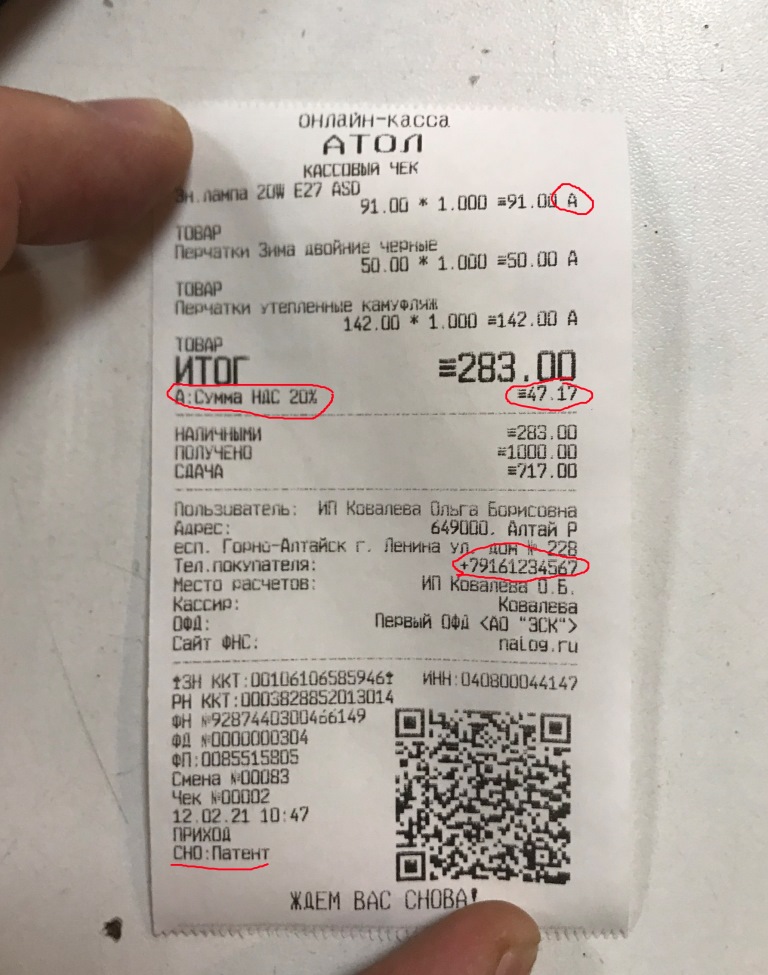 ОНЛАЙН-касса
АТОЛ
КАССОВЫЙ ЧЕК
Эн.лампа 20W E27 ASD
91.00 * 1.000 ≡91.00 А
ТОВАР
Перчатки Зима двойние черные
50.00 * 1.000 ≡50.00 А
ТОВАР
Перчатки утепленные камуфляж
142.00 * 1.000 ≡142.00 А
ТОВАР
ИТОГ ≡283.00
А:Сумма НДС 20% ≡47.17
НАЛИЧНЫМИ ≡283.00
ПОЛУЧЕНО ≡1000.00
СДАЧА ≡717.00
Пользователь: ИП Ковалева Ольга Борисовна
Адрес: 649000, Алтай Р
есп. Горно-Алтайск г. Ленина ул. дом № 228
Тел.покупателя: +79161234567
Место расчетов: ИП Ковалева О.Б.
Кассир: Ковалева
ОФД: Первый ОФД <АО "ЭСК">
Сайт ФНС: nalog.ru
ЗН ККТ:00106106585946 ИНН:040800044147
РН ККТ:0003828852013014
ФН №9287440300466149
ФД №0000000304
ФП:0085515805
Смена №00083
Чек №00002
12.02.21 10:47
ПРИХОД
СНО:Патент
ЖДЕМ ВАС СНОВА!